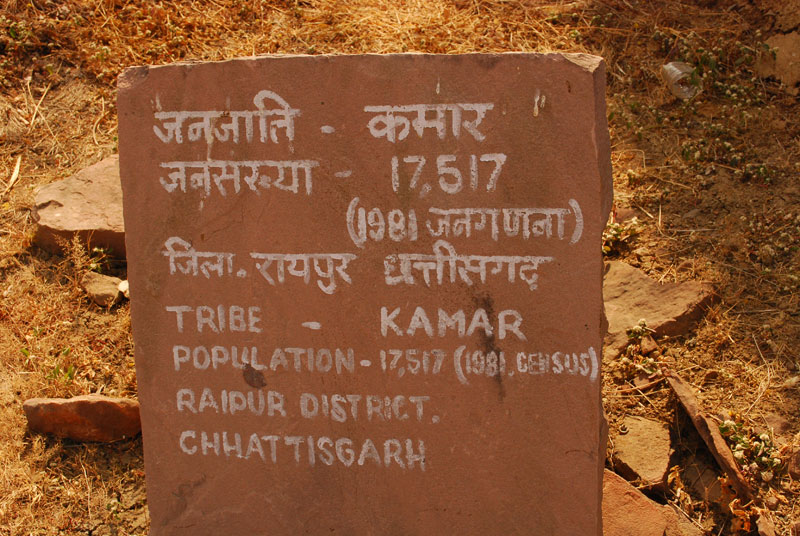 जनजाति - कमार
जनसंख्या - 17,517
(1981 जनगणना)
जिला. रायपुर छत्तीसगढ़
TRIBE - KAMAR
POPULATION - 17,517 (1981, CENSUS)
RAIPUR DISTRICT.
CHHATTISGARH